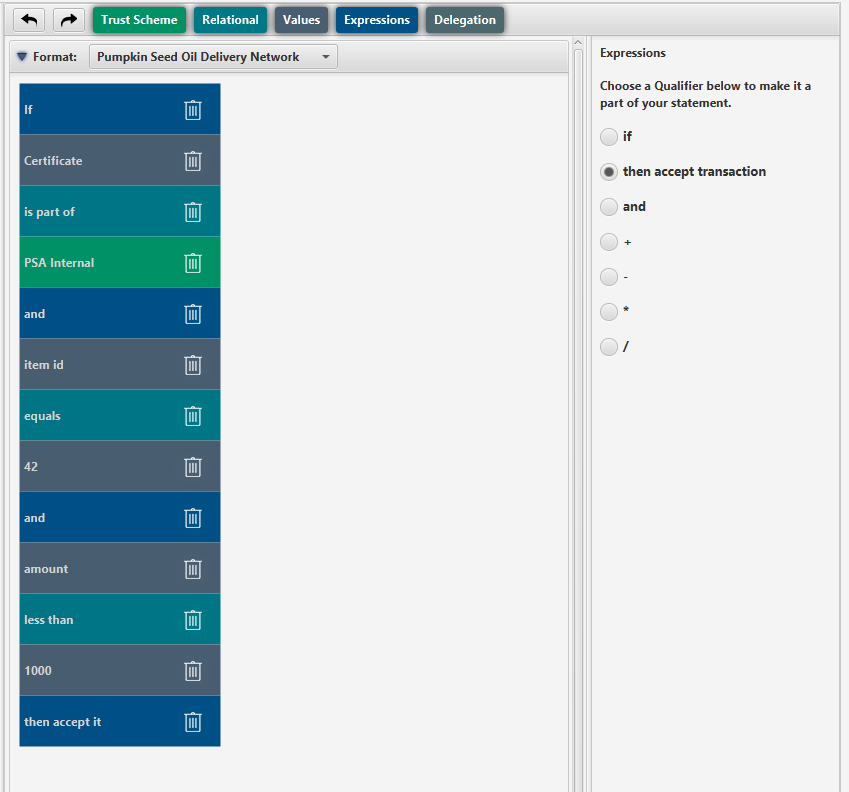 Trust Scheme Relational Values Expressions Delegation
Format: Pumpkin Seed Oil Delivery Network
If
Certificate
is part of
PSA Internal
and
item id
equals
42
and
amount
less than
1000
then accept it
Expressions
Choose a Qualifier below to make it a
part of your statement.
if
then accept transaction
and
+
-
*
/